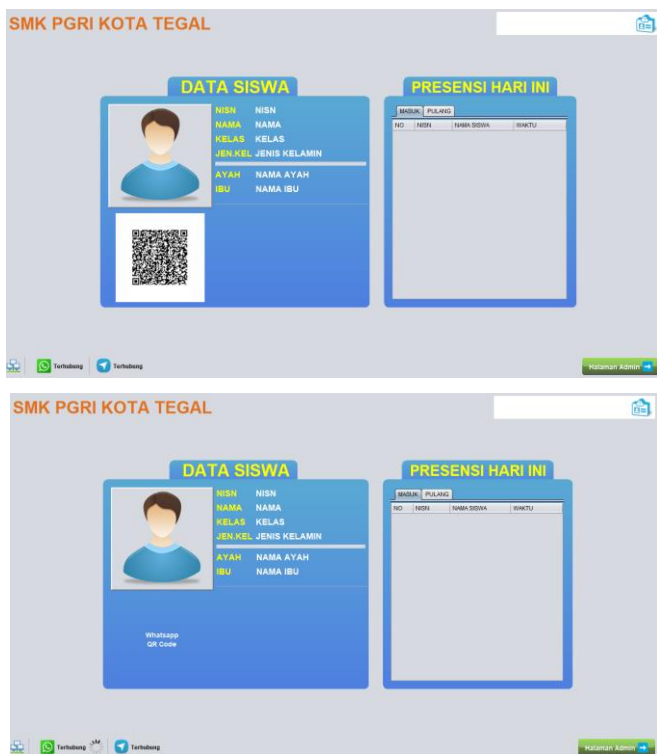 SMK PGRI KOTA TEGAL
DATA SISWA
NISN NISN
NAMA NAMA
KELAS KELAS
JEN.KEL JENIS KELAMIN
AYAH NAMA AYAH
IBU NAMA IBU
PRESENSI HARI INI
MASUK PULANG
NO NISN NAMA SISWA WAKTU
Terhubung Terhubung
Halaman Admin
SMK PGRI KOTA TEGAL
DATA SISWA
NISN NISN
NAMA NAMA
KELAS KELAS
JEN.KEL JENIS KELAMIN
AYAH NAMA AYAH
IBU NAMA IBU
Whatsapp
QR Code
PRESENSI HARI INI
MASUK PULANG
NO NISN NAMA SISWA WAKTU
Terhubung Terhubung
Halaman Admin